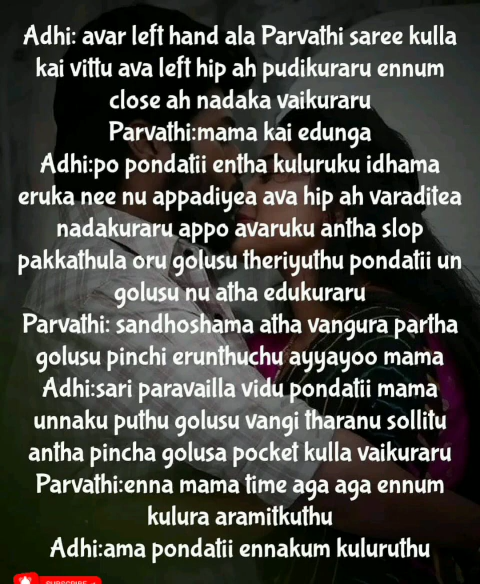 Adhi: avar left hand ala Parvathi saree kulla
kai vittu ava left hip ah pudikuraru ennum
close ah nadaka vaikuraru
Parvathi:mama kai edunga
Adhi:po pondatii entha kuluruku idhama
eruka nee nu appadiyea ava hip ah varaditea
nadakuraru appo avaruku antha slop
pakkathula oru golusu theriyuthu pondatii un
golusu nu atha edukuraru
Parvathi: sandhoshama atha vangura partha
golusu pinchi erunthuchu ayyayoo mama
Adhi:sari paravailla vidu pondatii mama
unnaku puthu golusu vangi tharanu sollitu
antha pincha golusa pocket kulla vaikuraru
Parvathi:enna mama time aga aga ennum
kulura aramitkuthu
Adhi:ama pondatii ennakum kuluruthu
SUBSCRIBE